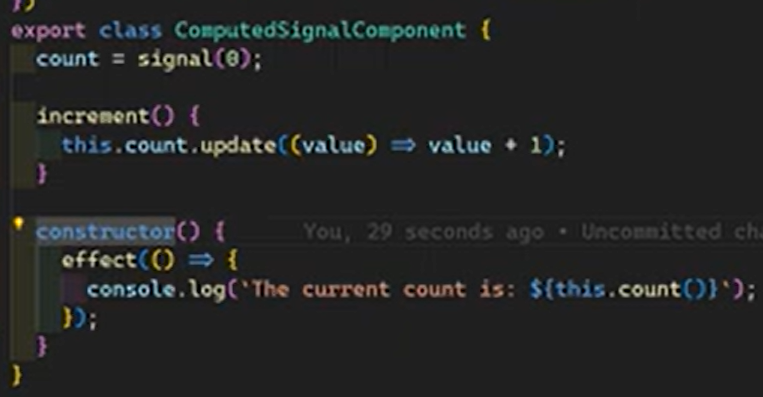 })
export class ComputedSignalComponent {
count = signal(0);
increment() {
this.count.update((value) => value + 1);
}
constructor() { You, 29 seconds ago • Uncommitted cha
effect(() => {
console.log(`The current count is: ${this.count()}`);
});
}
}